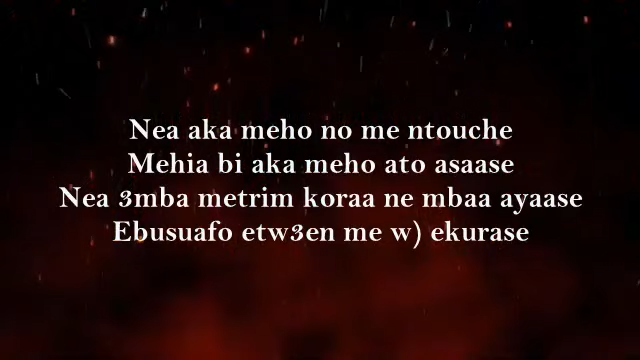 Nea aka meho no me ntouche
Mehia bi aka meho ato asaase
Nea 3mba metrim koraa ne mbaa ayaase
Ebusuafo etw3en me w) ekurase